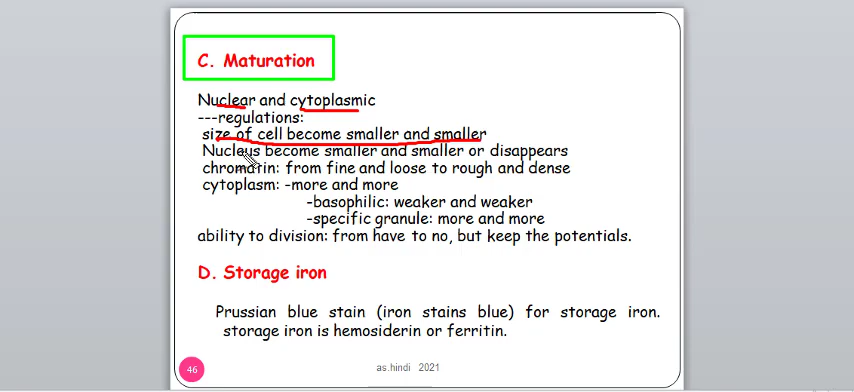 C. Maturation
Nuclear and cytoplasmic
---regulations:
size of cell become smaller and smaller
Nucleus become smaller and smaller or disappears
chromatin: from fine and loose to rough and dense
cytoplasm: -more and more
-basophilic: weaker and weaker
-specific granule: more and more
ability to division: from have to no, but keep the potentials.
D. Storage iron
Prussian blue stain (iron stains blue) for storage iron.
storage iron is hemosiderin or ferritin.
46
as.hindi 2021